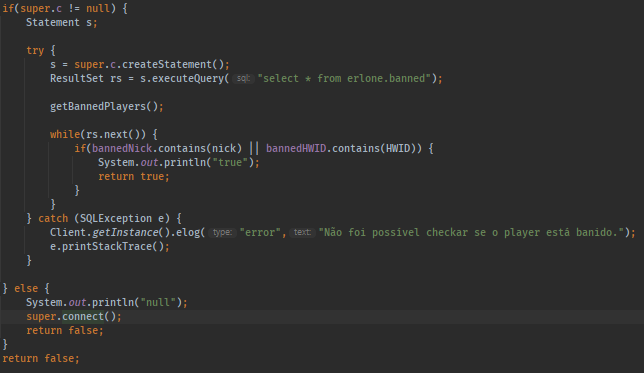 if(super.c != null) {
Statement s;
try {
s = super.c.createStatement();
ResultSet rs = s.executeQuery( sql: "select * from erlone.banned");
getBannedPlayers();
while(rs.next()) {
if(bannedNick.contains(nick) || bannedHWID.contains(HWID)) {
System.out.println("true");
return true;
}
}
} catch (SQLException e) {
Client.getInstance().elog( type: "error", text: "Não foi possível checkar se o player está banido.");
e.printStackTrace();
}
} else {
System.out.println("null");
super.connect();
return false;
}
return false;